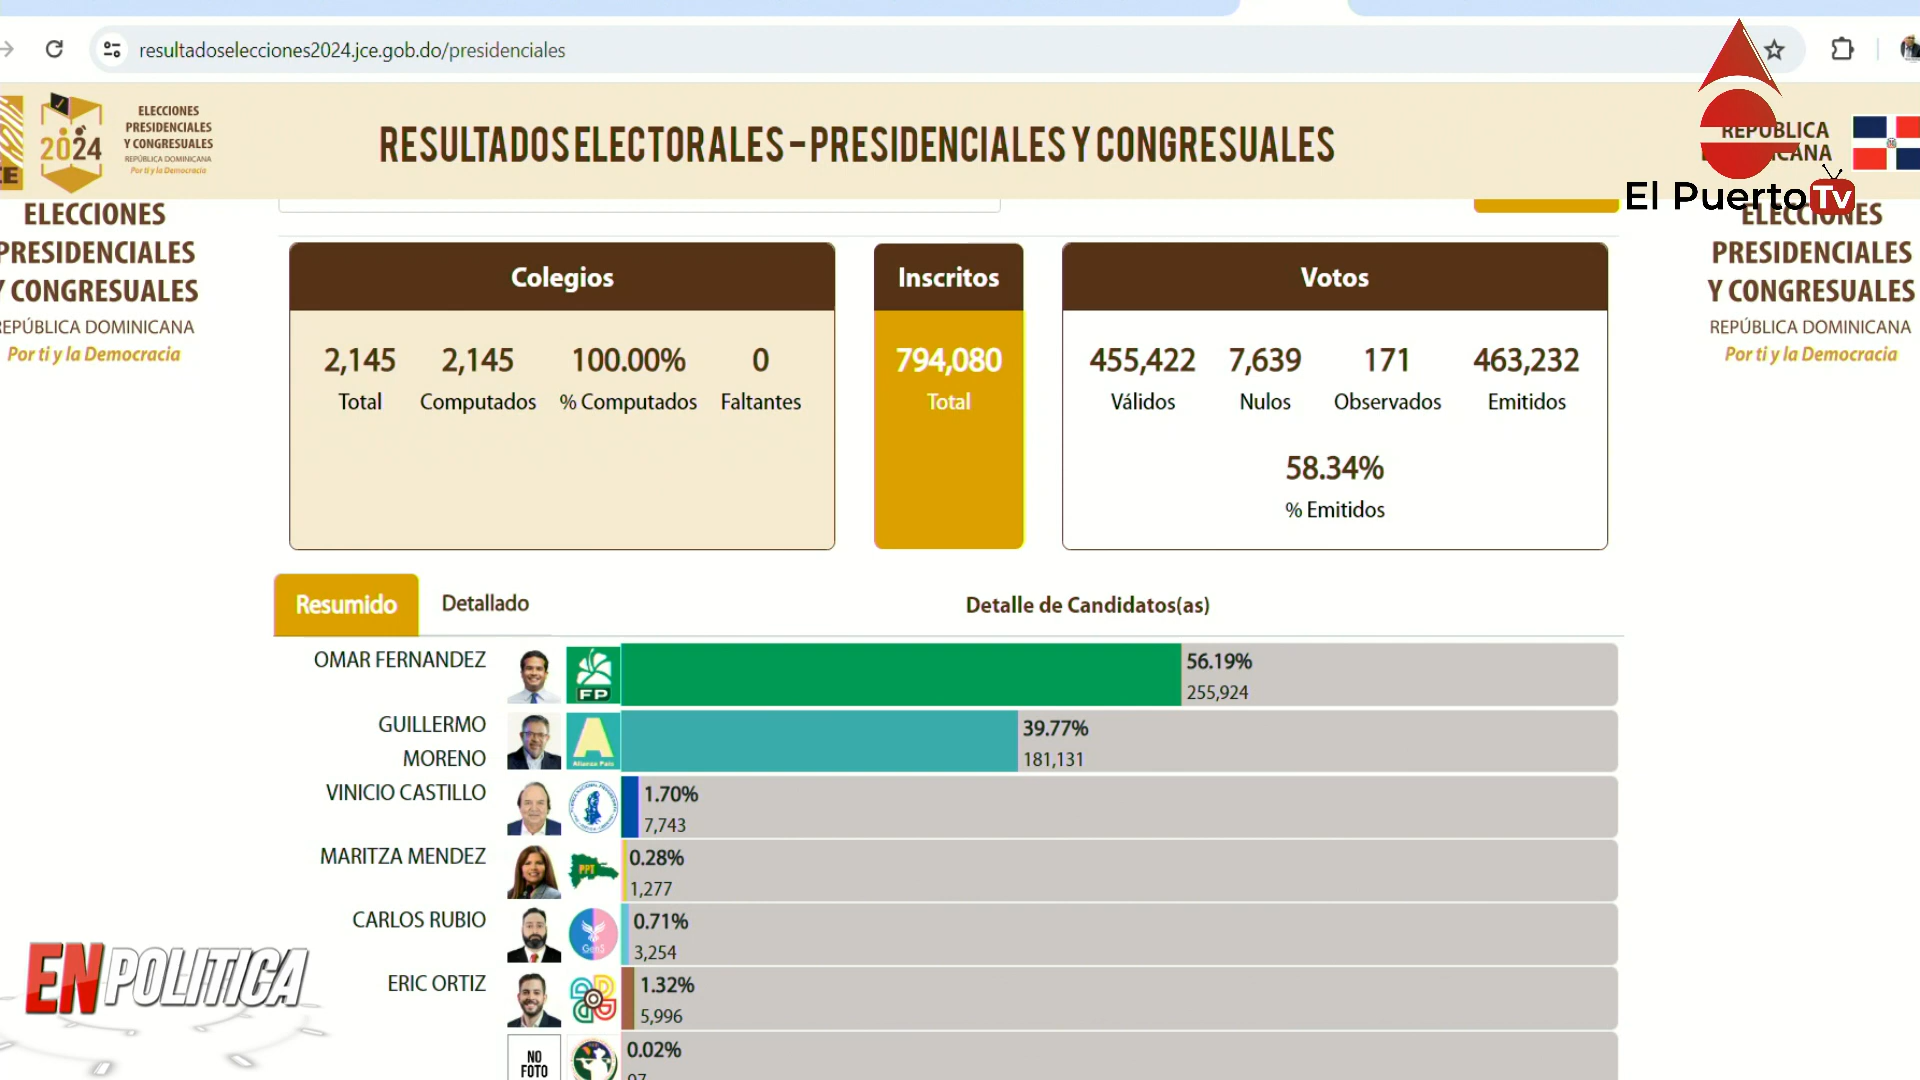 resultadoselecciones2024.jce.gob.do/presidenciales
2024
ELECCIONES
PRESIDENCIALES
Y CONGRESUALES
REPÚBLICA DOMINICANA
Por ti y la Democracia
RESULTADOS ELECTORALES – PRESIDENCIALES Y CONGRESUALES
REPÚBLICA
El Puerto Tv
ELECCIONES
PRESIDENCIALES
Y CONGRESUALES
REPÚBLICA DOMINICANA
Por ti y la Democracia
ELECCIONES
PRESIDENCIALES
Y CONGRESUALES
REPÚBLICA DOMINICANA
Por ti y la Democracia
Colegios
2,145 2,145 100.00% 0
Total Computados % Computados Faltantes
Inscritos
794,080
Total
Votos
455,422 7,639 171 463,232
Válidos Nulos Observados Emitidos
58.34%
% Emitidos
Resumido Detallado Detalle de Candidatos(as)
OMAR FERNANDEZ
FP
56.19%
255,924
GUILLERMO
MORENO
A
Alianza País
39.77%
181,131
VINICIO CASTILLO
1.70%
7,743
MARITZA MENDEZ
PPT
0.28%
1,277
CARLOS RUBIO
GenS
0.71%
3,254
ERIC ORTIZ
1.32%
5,996
NO
FOTO
0.02%
EN POLITICA